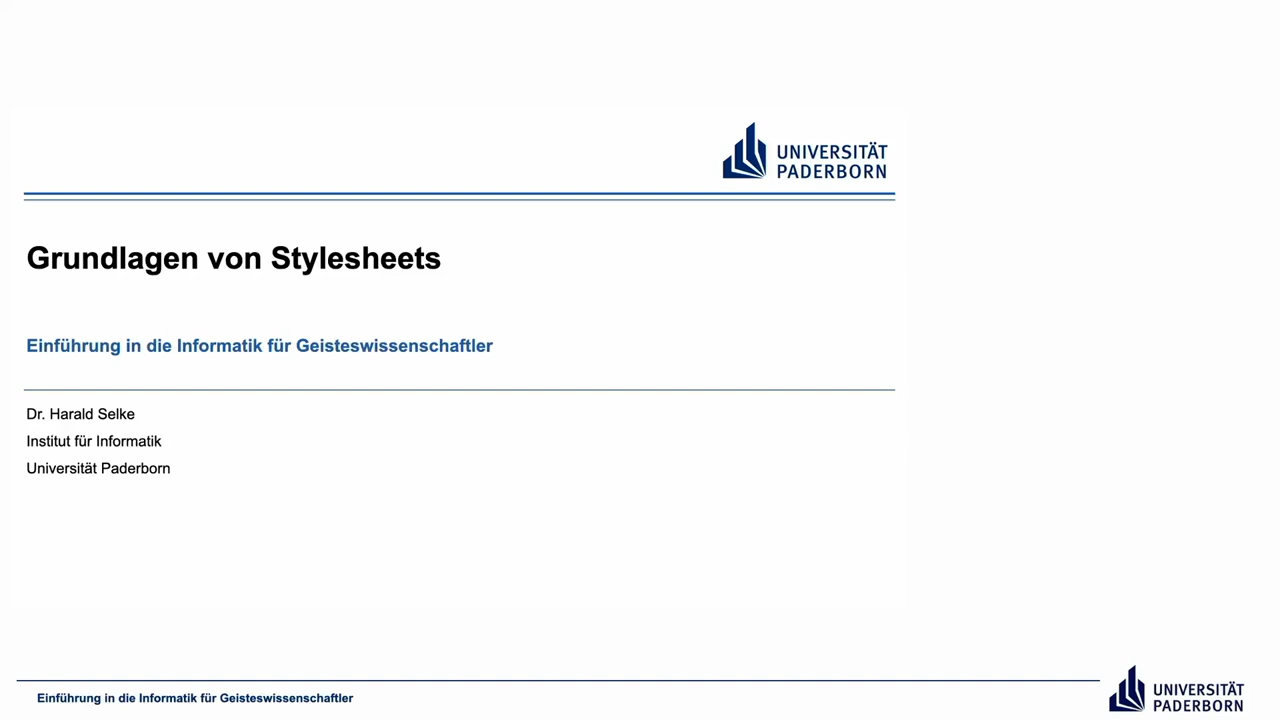 UNIVERSITÄT
PADERBORN
Grundlagen von Stylesheets
Einführung in die Informatik für Geisteswissenschaftler
Dr. Harald Selke
Institut für Informatik
Universität Paderborn
Einführung in die Informatik für Geisteswissenschaftler
UNIVERSITÄT
PADERBORN